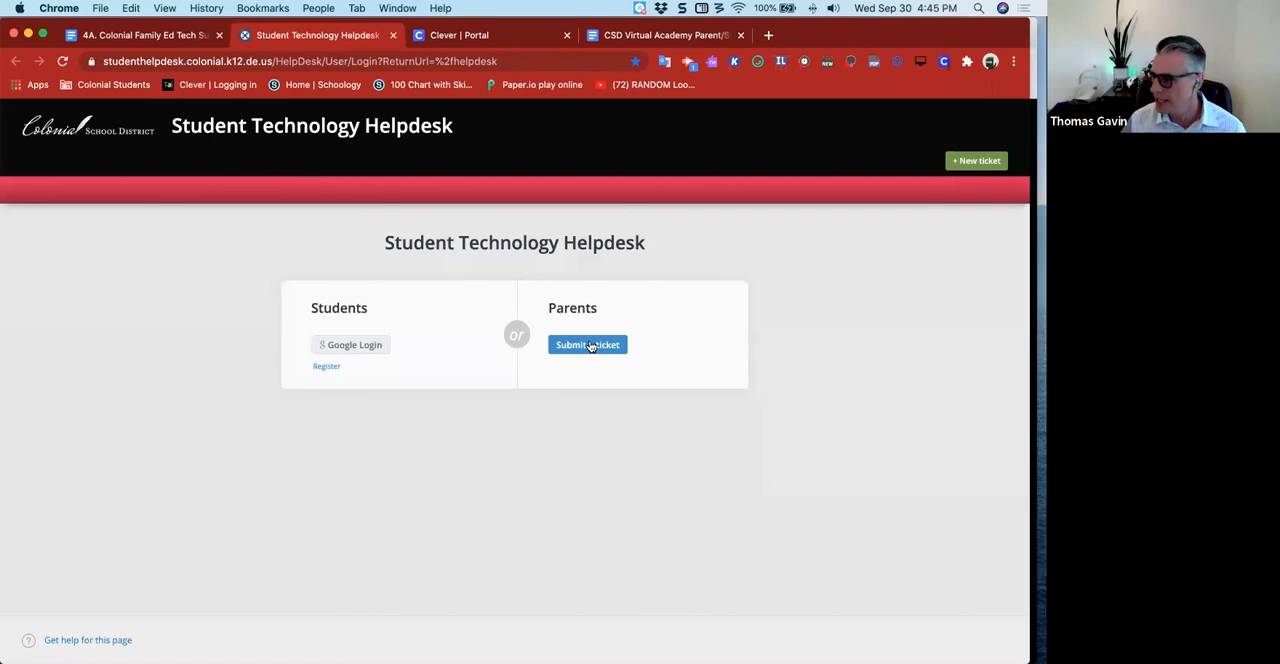 Chrome File Edit View History Bookmarks People Tab Window Help 100% Wed Sep 30 4:45 PM
4A. Colonial Family Ed Tech Su
Student Technology Helpdesk
Clever | Portal
CSD Virtual Academy Parent/S
studenthelpdesk.colonial.k12.de.us/HelpDesk/User/Login?ReturnUrl=%2fhelpdesk
Apps Colonial Students Clever | Logging in Home | Schoology 100 Chart with Ski... Paper.io play online (72) RANDOM Loo...
Thomas Gavin
Colonial SCHOOL DISTRICT
Student Technology Helpdesk
+ New ticket
Student Technology Helpdesk
Students
Google Login
Register
or
Parents
Submit ticket
Get help for this page